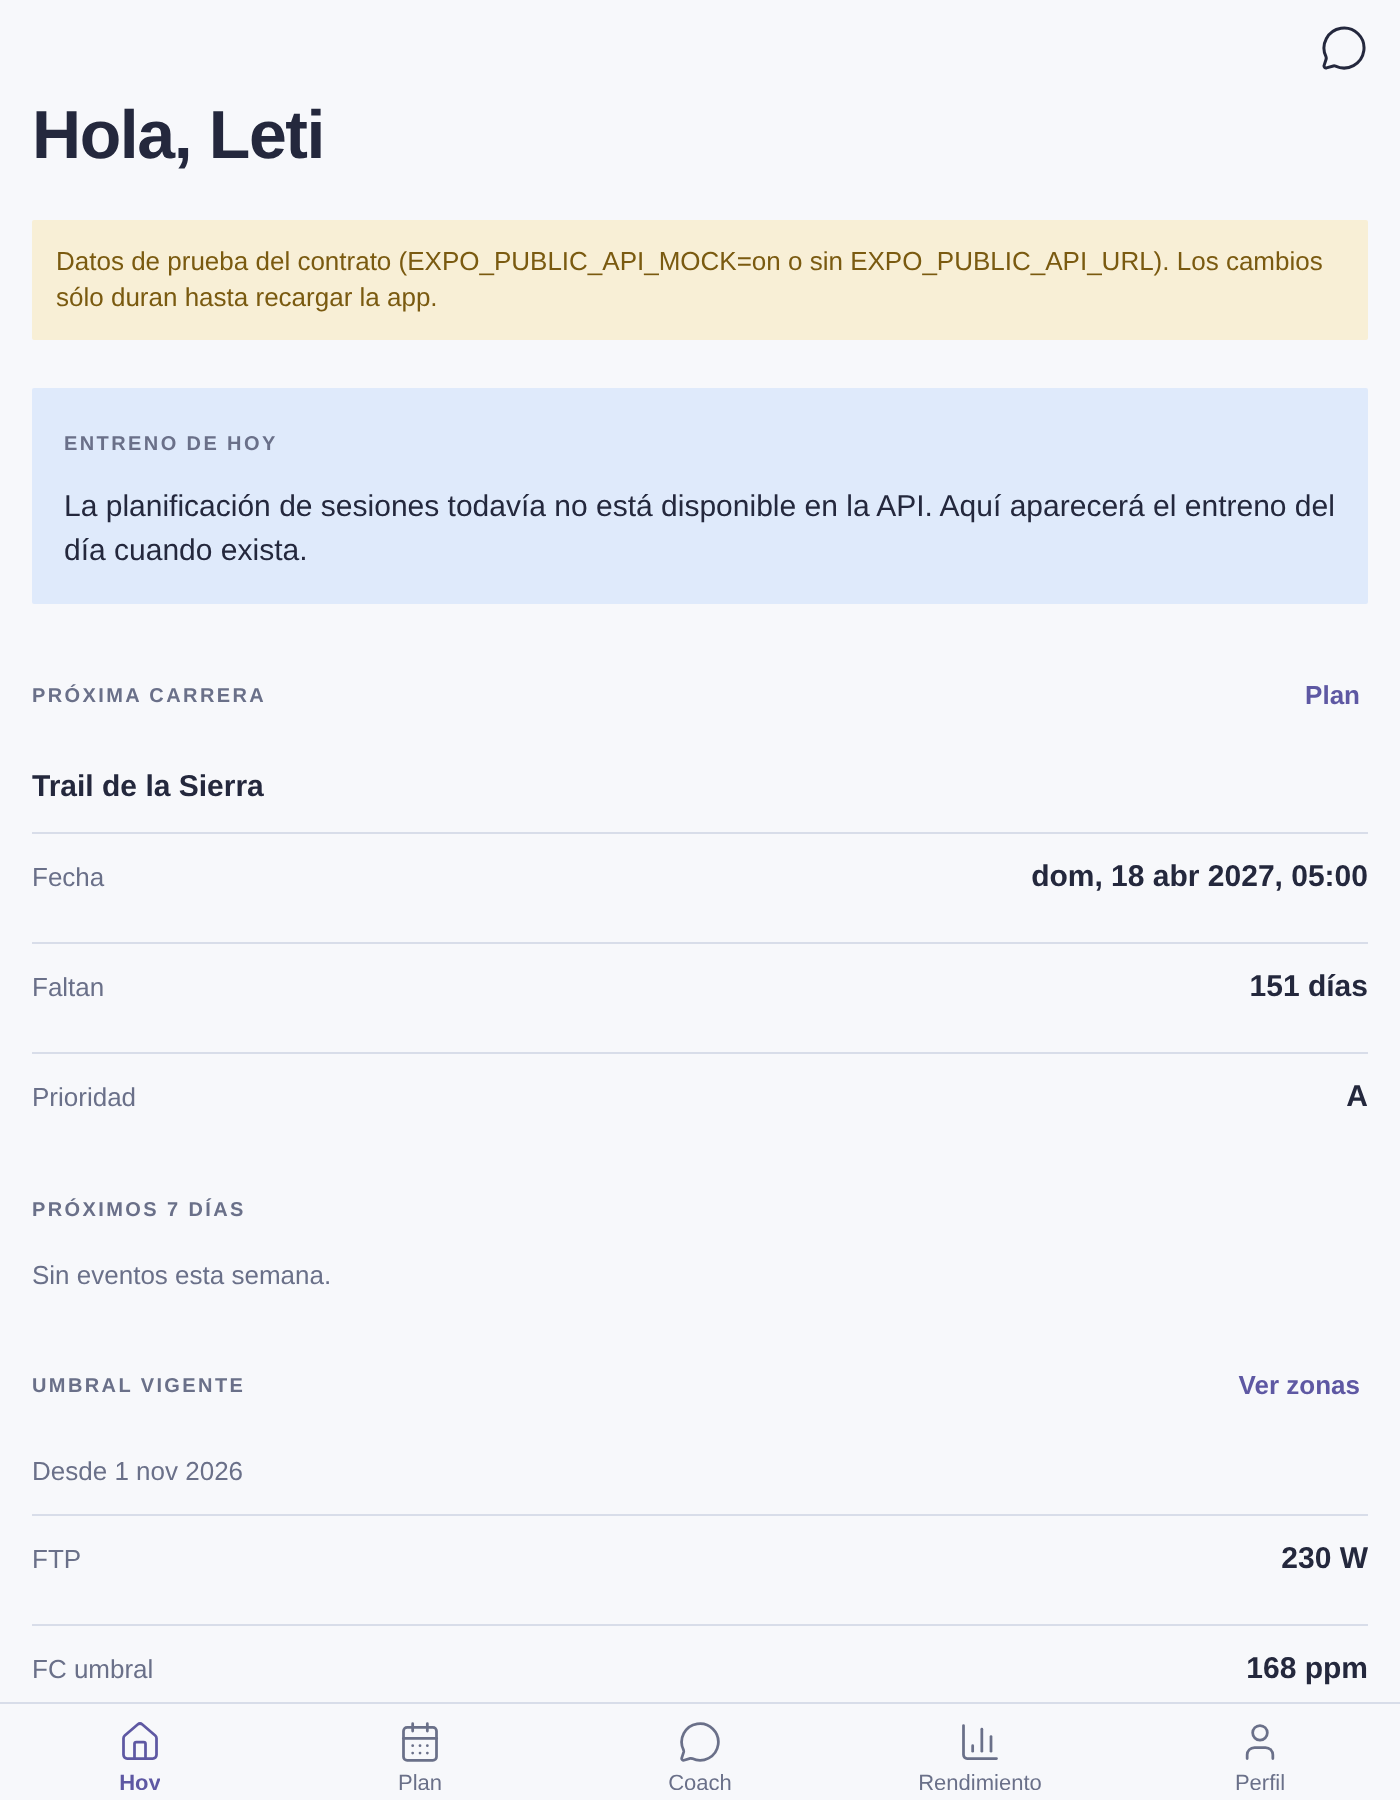 Hola, Leti
Datos de prueba del contrato (EXPO_PUBLIC_API_MOCK=on o sin EXPO_PUBLIC_API_URL). Los cambios
sólo duran hasta recargar la app.
ENTRENO DE HOY
La planificación de sesiones todavía no está disponible en la API. Aquí aparecerá el entreno del
día cuando exista.
PRÓXIMA CARRERA Plan
Trail de la Sierra
Fecha dom, 18 abr 2027, 05:00
Faltan 151 días
Prioridad A
PRÓXIMOS 7 DÍAS
Sin eventos esta semana.
UMBRAL VIGENTE Ver zonas
Desde 1 nov 2026
FTP 230 W
FC umbral 168 ppm
Hoy Plan Coach Rendimiento Perfil